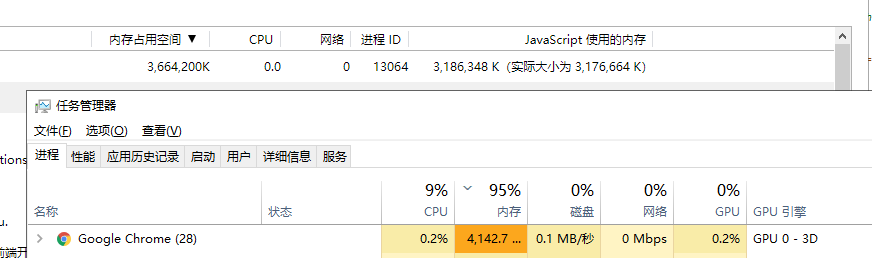 内存占用空间 ▼ CPU 网络 进程 ID JavaScript 使用的内存
3,664,200K 0.0 0 13064 3,186,348 K (实际大小为 3,176,664 K)
任务管理器
文件(F) 选项(O) 查看(V)
进程 性能 应用历史记录 启动 用户 详细信息 服务
tions
9% 95% 0% 0% 0%
名称 状态 CPU 内存 磁盘 网络 GPU GPU 引擎
u.
Google Chrome (28) 0.2% 4,142.7 ... 0.1 MB/秒 0 Mbps 0.2% GPU 0 - 3D
前端开